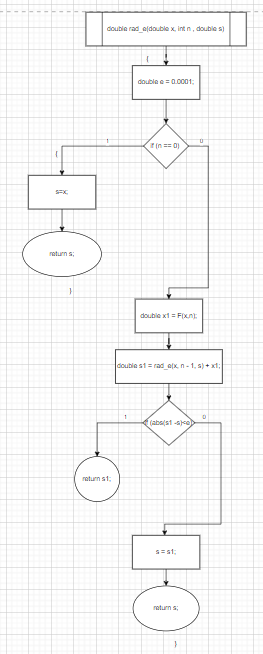 double rad_e(double x, int n , double s)
{
double e = 0.0001;
if (n == 0)
1
0
{
s=x;
return s;
}
double x1 = F(x,n);
double s1 = rad_e(x, n - 1, s) + x1;
if (abs(s1 -s)<e)
1
0
return s1;
s = s1;
return s;
}